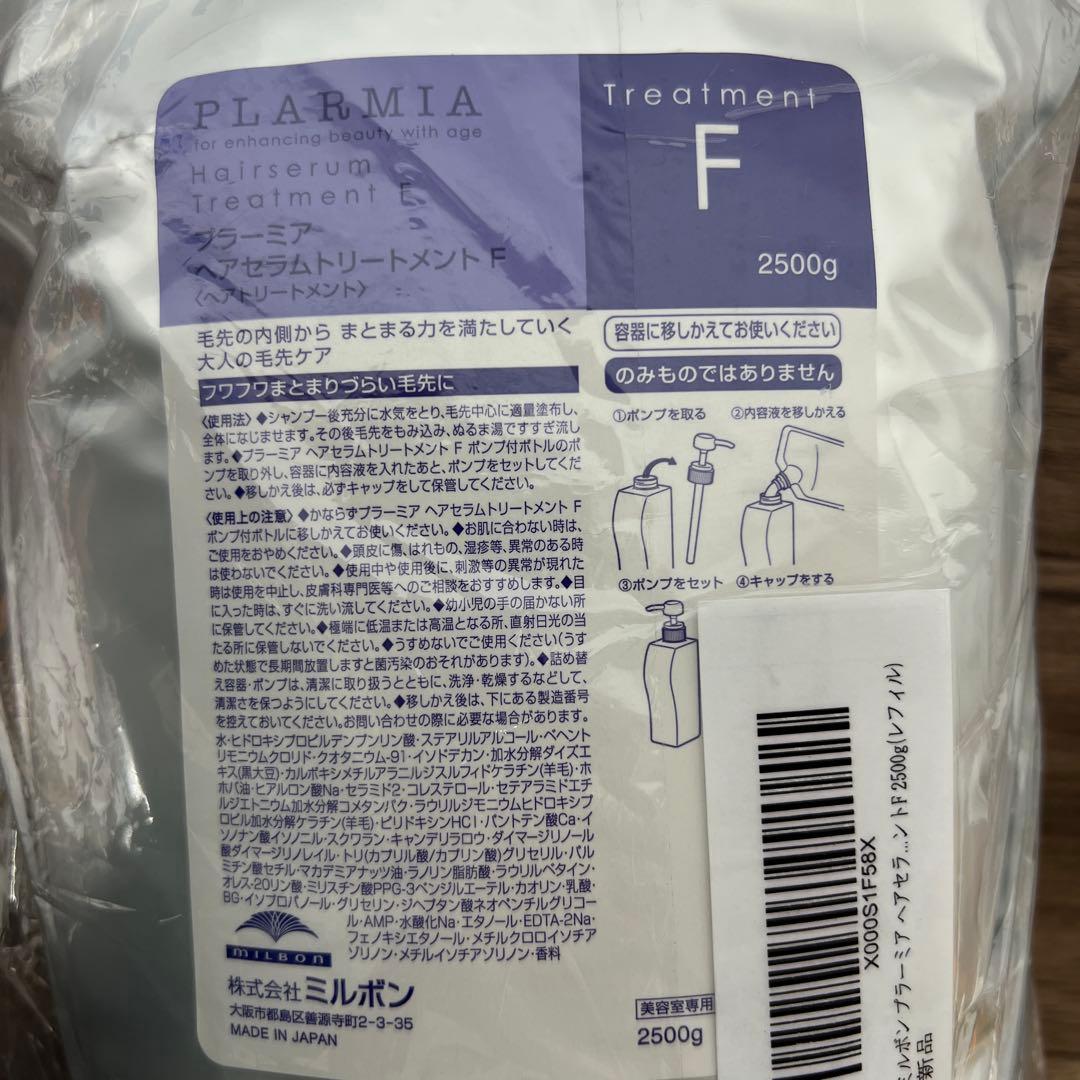 PLARMIA
for enhancing beauty with age
Hairserum
Treatment F
プラーミア
ヘアセラムトリートメント F
〈ヘアトリートメント〉
Treatment
F
2500g
毛先の内側から まとまる力を満たしていく
大人の毛先ケア
フワフワまとまりづらい毛先に
〈使用法〉◆シャンプー後充分に水気をとり、毛先中心に適量塗布し、
全体になじませます。その後毛先をもみ込み、ぬるま湯ですすぎ流し
ます。◆プラーミア ヘアセラムトリートメント F ポンプ付ボトルのポ
ンプを取り外し、容器に内容液を入れたあと、ポンプをセットしてくだ
さい。◆移しかえ後は、必ずキャップをして保管してください。
〈使用上の注意〉◆かならずプラーミア ヘアセラムトリートメント F
ポンプ付ボトルに移しかえてお使いください。◆お肌に合わない時は、
ご使用をおやめください。◆頭皮に傷、はれもの、湿疹等、異常のある時
は使わないでください。◆使用中や使用後に、刺激等の異常が現れた
時は使用を中止し、皮膚科専門医等へのご相談をおすすめします。◆目
に入った時は、すぐに洗い流してください。◆幼小児の手の届かない所
に保管してください。◆極端に低温または高温となる所、直射日光の当
たる所に保管しないでください。◆うすめないでご使用ください(うす
めた状態で長期間放置しますと菌汚染のおそれがあります)。◆詰め替
え容器・ポンプは、清潔に取り扱うとともに、洗浄・乾燥するなどして、
清潔さを保つようにしてください。◆移しかえ後は、下にある製造番号
を控えておいてください。お問い合わせの際に必要な場合があります。
水・ヒドロキシプロピルデンプンリン酸・ステアリルアルコール・ベヘント
リモニウムクロリド・クオタニウム-91・イソドデカン・加水分解ダイズエ
キス(黒大豆)・カルボキシメチルアラニルジスルフィドケラチン(羊毛)・ホ
ホバ油・ヒアルロン酸Na・セラミド2・コレステロール・セテアラミドエチ
ルジエトニウム加水分解コメタンパク・ラウリルジモニウムヒドロキシプ
ロピル加水分解ケラチン(羊毛)・ピリドキシンHCl・パントテン酸Ca・イ
ソノナン酸イソノニル・スクワラン・キャンデリラロウ・ダイマージリノール
酸ダイマージリノレイル・トリ(カプリル酸/カプリン酸)グリセリル・パル
ミチン酸セチル・マカデミアナッツ油・ラノリン脂肪酸・ラウリルベタイン・
オレス-20リン酸・ミリスチン酸PPG-3ベンジルエーテル・カオリン・乳酸・
BG・イソプロパノール・グリセリン・ジヘプタン酸ネオペンチルグリコー
ル・AMP・水酸化Na・エタノール・EDTA-2Na・
フェノキシエタノール・メチルクロロイソチア
ゾリノン・メチルイソチアゾリノン・香料
MILBON
株式会社 ミルボン
大阪市都島区善源寺町2-3-35
MADE IN JAPAN
容器に移しかえてお使いください
のみものではありません
①ポンプを取る ②内容液を移しかえる
③ポンプをセット ④キャップをする
美容室専用
2500g
X000S1F58X
ミルボン プラーミア ヘアセラ...ントF 2500g(レフィル)
新品